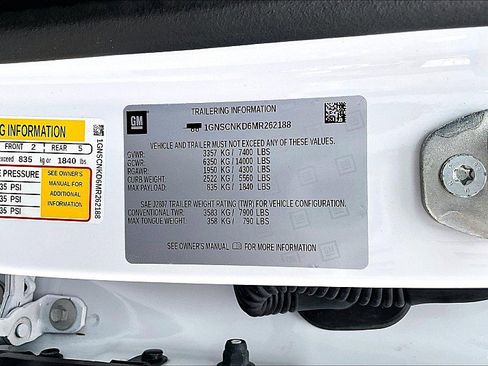 RING INFORMATION
FRONT 2 REAR 5
exceed 835 kg or 1840 lbs
E PRESSURE
35 PSI
35 PSI
35 PSI
SEE OWNER'S
MANUAL FOR
ADDITIONAL
INFORMATION
1GNSCNKD6MR262188
GM
TRAILERING INFORMATION
1GNSCNKD6MR262188
VEHICLE AND TRAILER MUST NOT EXCEED ANY OF THESE VALUES:
GVWR: 3357 KG / 7400 LBS
GCWR: 6350 KG / 14000 LBS
RGAWR: 1950 KG / 4300 LBS
CURB WEIGHT: 2522 KG / 5560 LBS
MAX PAYLOAD: 835 KG / 1840 LBS
SAE J2807 TRAILER WEIGHT RATING (TWR) FOR VEHICLE CONFIGURATION.
CONVENTIONAL TWR: 3583 KG / 7900 LBS
MAX TONGUE WEIGHT: 358 KG / 790 LBS
SEE OWNER'S MANUAL FOR MORE INFORMATION